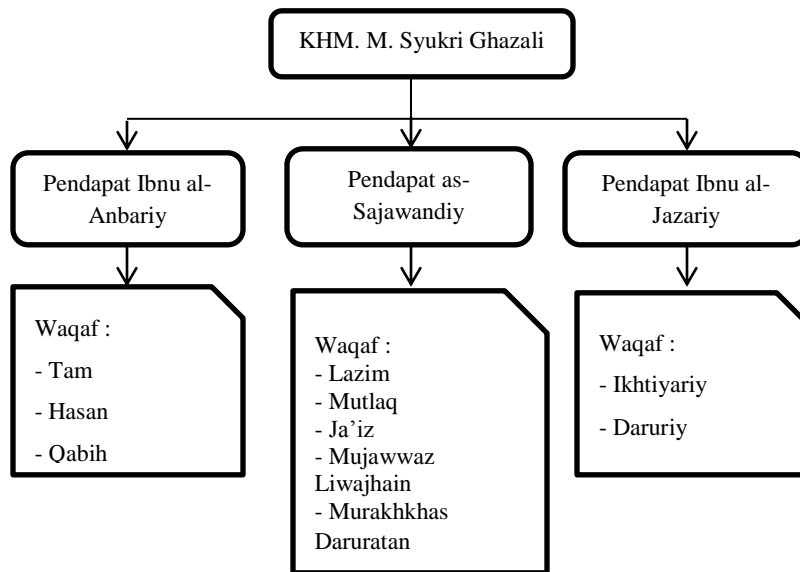 KHM. M. Syukri Ghazali
Pendapat Ibnu al-
Anbariy
Pendapat as-
Sajawandiy
Pendapat Ibnu al-
Jazariy
Waqaf :
- Tam
- Hasan
- Qabih
Waqaf :
- Lazim
- Mutlaq
- Ja’iz
- Mujawwaz
Liwajhain
- Murakhkhas
Daruratan
Waqaf :
- Ikhtiyariy
- Daruriy